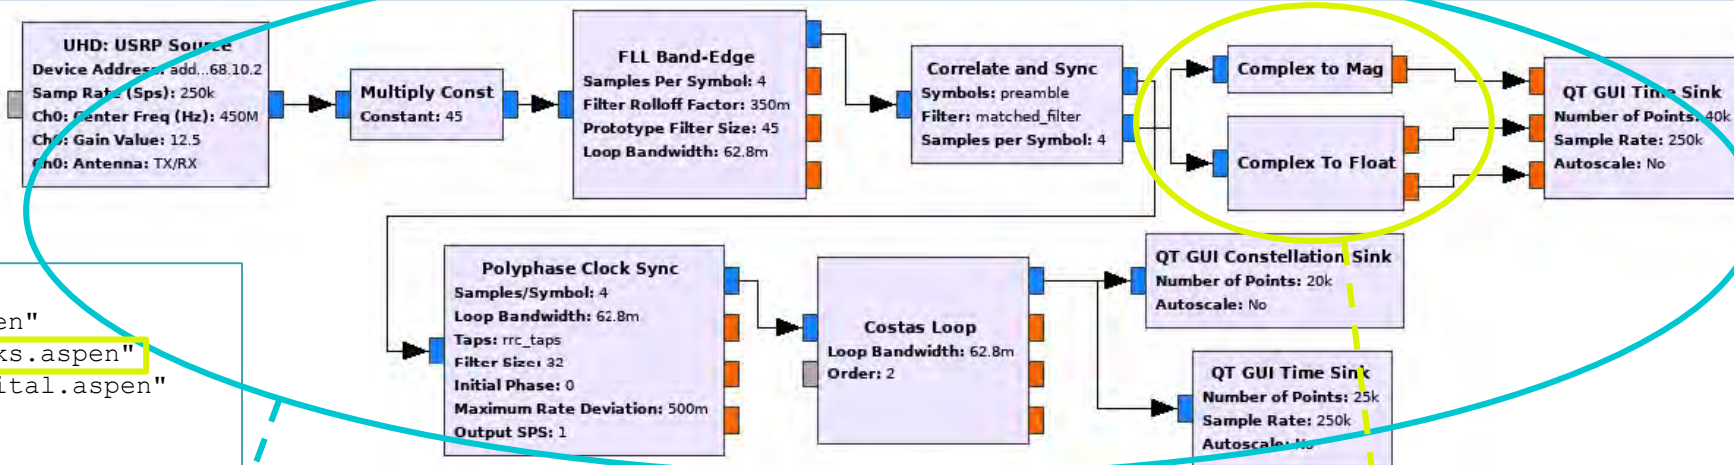 UHD: USRP Source
Device Address: add...68.10.2
Samp Rate (Sps): 250k
Ch0: Center Freq (Hz): 450M
Ch0: Gain Value: 12.5
Ch0: Antenna: TX/RX
Multiply Const
Constant: 45
FLL Band-Edge
Samples Per Symbol: 4
Filter Rolloff Factor: 350m
Prototype Filter Size: 45
Loop Bandwidth: 62.8m
Correlate and Sync
Symbols: preamble
Filter: matched_filter
Samples per Symbol: 4
Complex to Mag
Complex To Float
QT GUI Time Sink
Number of Points: 40k
Sample Rate: 250k
Autoscale: No
en"
ks.aspen"
ital.aspen"
Polyphase Clock Sync
Samples/Symbol: 4
Loop Bandwidth: 62.8m
Taps: rrc_taps
Filter Size: 32
Initial Phase: 0
Maximum Rate Deviation: 500m
Output SPS: 1
Costas Loop
Loop Bandwidth: 62.8m
Order: 2
QT GUI Constellation Sink
Number of Points: 20k
Autoscale: No
QT GUI Time Sink
Number of Points: 25k
Sample Rate: 250k
Autoscale: No